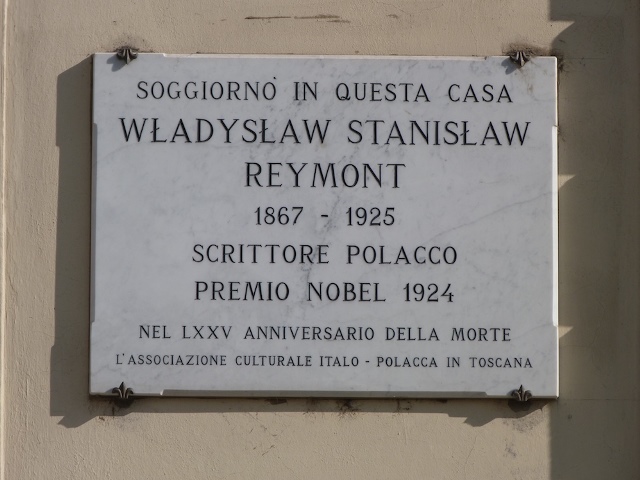 SOGGIORNÒ IN QUESTA CASA
WŁADYSŁAW STANISŁAW
REYMONT
1867 - 1925
SCRITTORE POLACCO
PREMIO NOBEL 1924
NEL LXXV ANNIVERSARIO DELLA MORTE
L'ASSOCIAZIONE CULTURALE ITALO - POLACCA IN TOSCANA